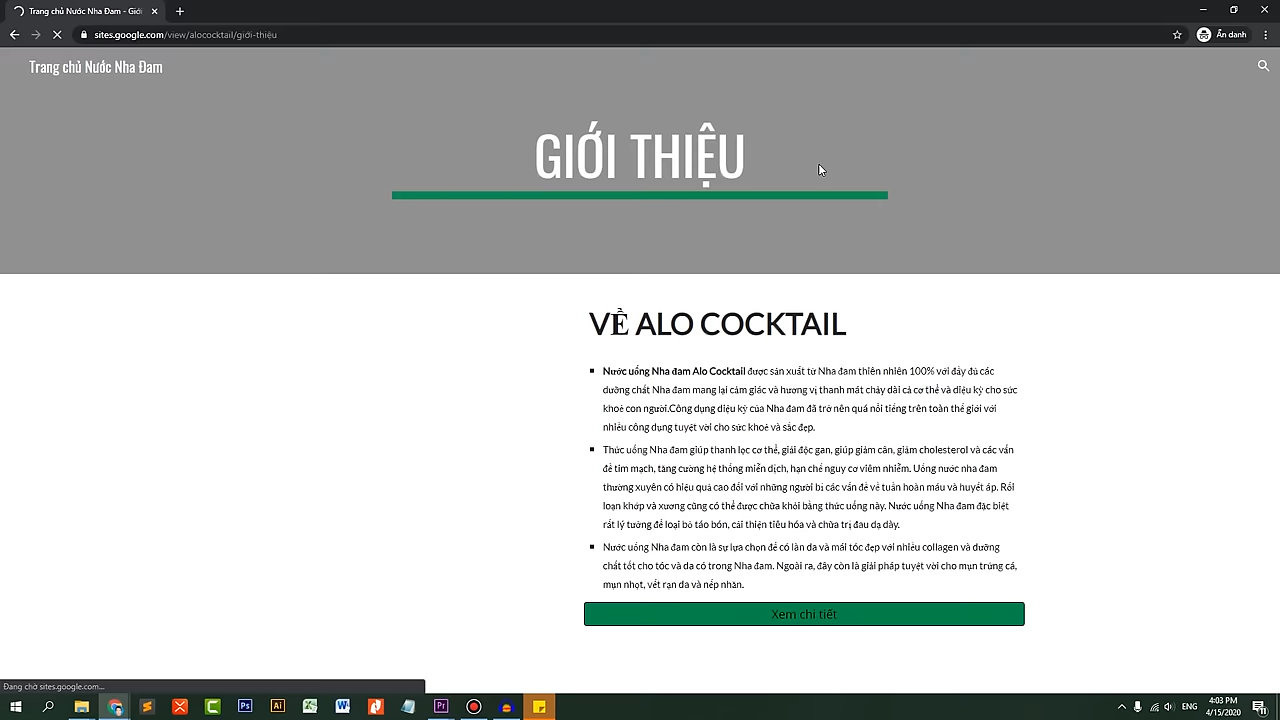 Trang chủ Nước Nha Đam - Giới
sites.google.com/view/alococktail/giới-thiệu
Ẩn danh
Trang chủ Nước Nha Đam
GIỚI THIỆU
VỀ ALO COCKTAIL
Nước uống Nha đam Alo Cocktail được sản xuất từ Nha đam thiên nhiên 100% với đầy đủ các
dưỡng chất Nha đam mang lại cảm giác và hương vị thanh mát chảy dài cả cơ thể và diệu kỳ cho sức
khoẻ con người.Công dụng diệu kỳ của Nha đam đã trở nên quá nổi tiếng trên toàn thế giới với
nhiều công dụng tuyệt vời cho sức khoẻ và sắc đẹp.
Thức uống Nha đam giúp thanh lọc cơ thể, giải độc gan, giúp giảm cân, giảm cholesterol và các vấn
đề tim mạch, tăng cường hệ thống miễn dịch, hạn chế nguy cơ viêm nhiễm. Uống nước nha đam
thường xuyên có hiệu quả cao đối với những người bị các vấn đề về tuần hoàn máu và huyết áp. Rối
loạn khớp và xương cũng có thể được chữa khỏi bằng thức uống này. Nước uống Nha đam đặc biệt
rất lý tưởng để loại bỏ táo bón, cải thiện tiêu hóa và chữa trị đau dạ dày.
Nước uống Nha đam còn là sự lựa chọn để có làn da và mái tóc đẹp với nhiều collagen và dưỡng
chất tốt cho tóc và da có trong Nha đam. Ngoài ra, đây còn là giải pháp tuyệt vời cho mụn trứng cá,
mụn nhọt, vết rạn da và nếp nhăn.
Xem chi tiết
Đang chờ sites.google.com...
ENG
4:03 PM
4/15/2020